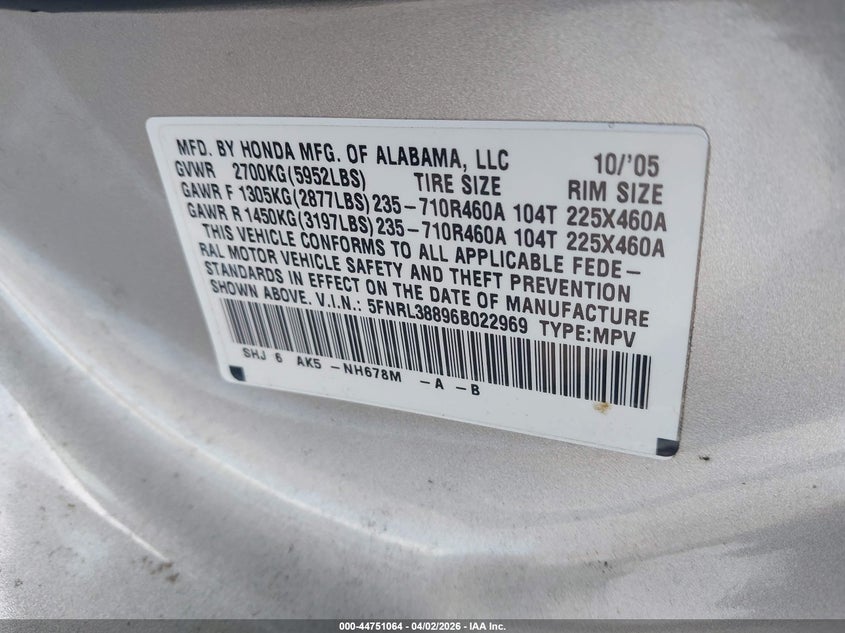 MFD. BY HONDA MFG. OF ALABAMA, LLC 10/'05
GVWR 2700KG(5952LBS) TIRE SIZE RIM SIZE
GAWR F 1305KG(2877LBS) 235-710R460A 104T 225X460A
GAWR R 1450KG(3197LBS) 235-710R460A 104T 225X460A
THIS VEHICLE CONFORMS TO ALL APPLICABLE FEDE-
RAL MOTOR VEHICLE SAFETY AND THEFT PREVENTION
STANDARDS IN EFFECT ON THE DATE OF MANUFACTURE
SHOWN ABOVE. V.I.N.: 5FNRL38896B022969 TYPE:MPV
SHJ 6 AK5 -NH678M -A -B
000-44751064 - 04/02/2026 - IAA Inc.